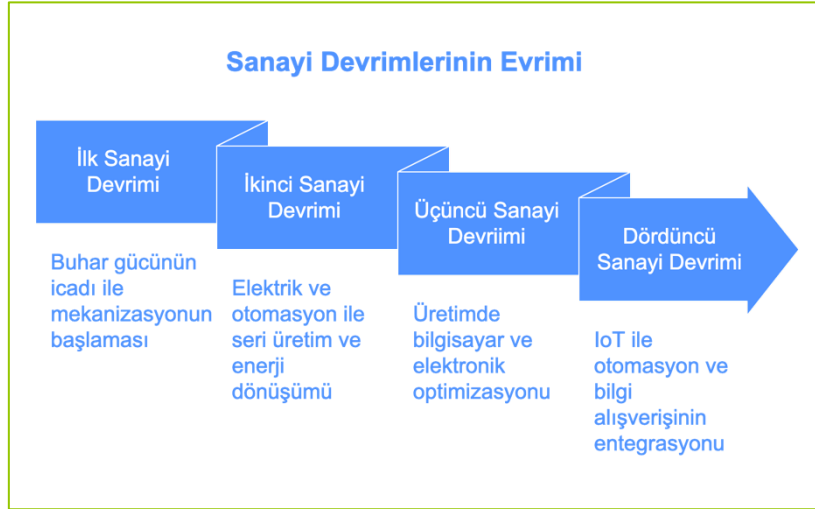 Sanayi Devrimlerinin Evrimi
İlk Sanayi
Devrimi
Buhar gücünün
icadı ile
mekanizasyonun
başlaması
İkinci Sanayi
Devrimi
Elektrik ve
otomasyon ile
seri üretim ve
enerji
dönüşümü
Üçüncü Sanayi
Devriimi
Üretimde
bilgisayar ve
elektronik
optimizasyonu
Dördüncü
Sanayi Devrimi
IoT ile
otomasyon ve
bilgi
alışverişinin
entegrasyonu